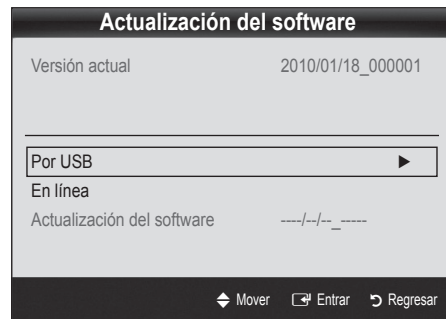 Actualización del software
Versión actual 2010/01/18_000001
Por USB ▶
En línea
Actualización del software ----/--/--_-----
Mover Entrar Regresar